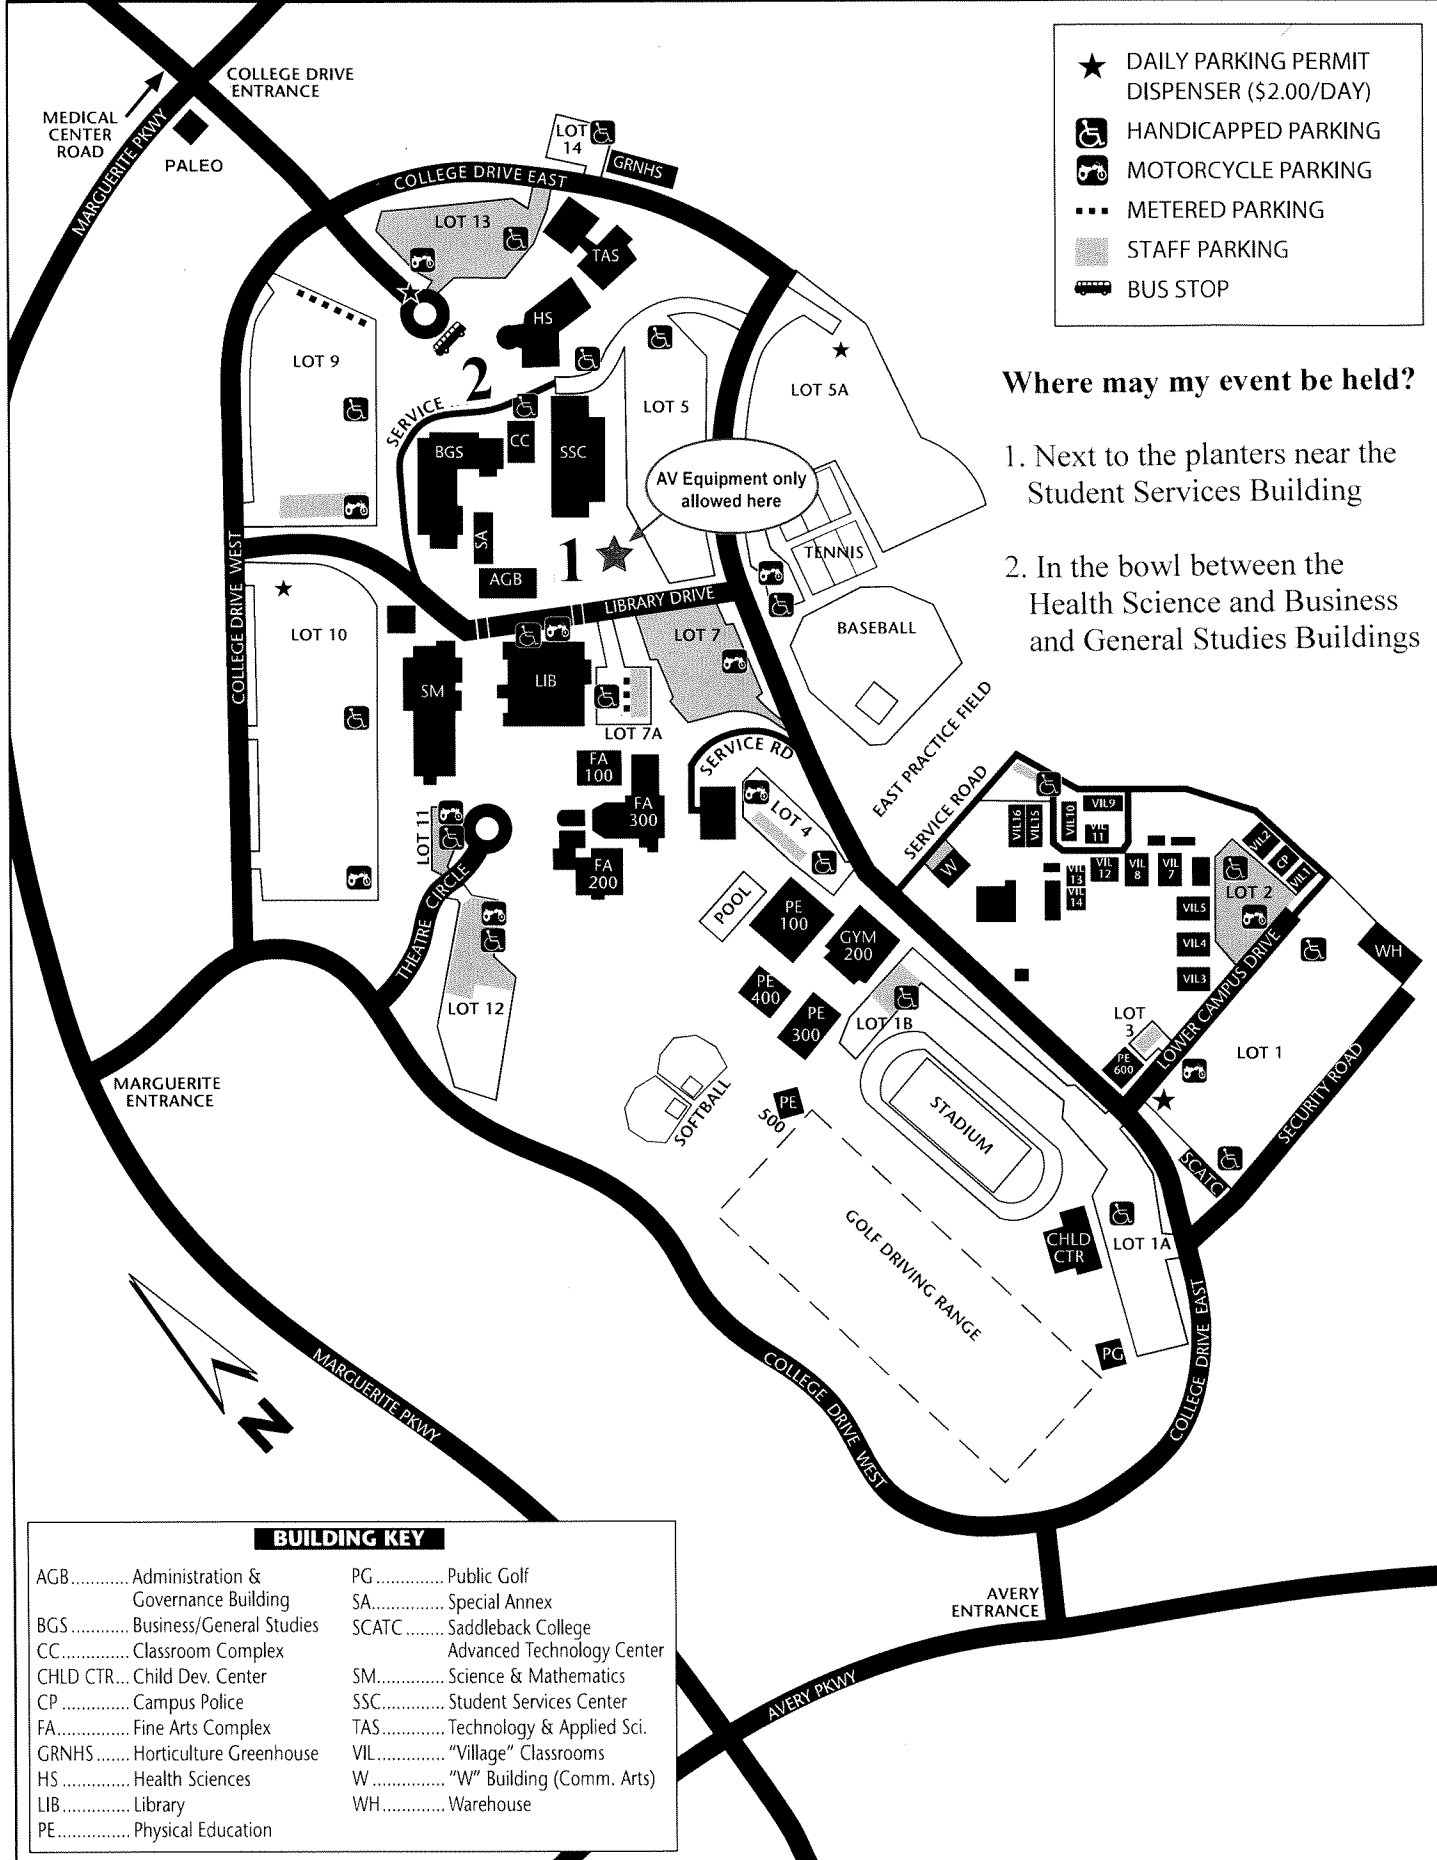 COLLEGE DRIVE
ENTRANCE
MEDICAL
CENTER
ROAD
MARGUERITE PKWY
PALEO
LOT
14
GRNHS
COLLEGE DRIVE EAST
LOT 13
TAS
HS
LOT 9
2
SERVICE
LOT 5
LOT 5A
BGS
CC
SSC
AV Equipment only
allowed here
SA
1
TENNIS
AGB
LIBRARY DRIVE
COLLEGE DRIVE WEST
LOT 10
LOT 7
BASEBALL
SM
LIB
LOT 7A
SERVICE RD
EAST PRACTICE FIELD
SERVICE ROAD
FA
100
FA
300
FA
200
LOT 4
LOT 11
THEATRE CIRCLE
LOT 12
POOL
PE
100
GYM
200
PE
400
PE
300
LOT 1B
W
VIL16
VIL15
VIL10
VIL9
VIL
11
VIL
13
VIL
14
VIL
12
VIL
8
VIL
7
VIL2
CP
VIL1
LOT 2
VIL5
VIL4
VIL3
WH
LOWER CAMPUS DRIVE
LOT
3
PE
600
LOT 1
SECURITY ROAD
SCATC
MARGUERITE
ENTRANCE
SOFTBALL
PE
500
STADIUM
GOLF DRIVING RANGE
CHLD
CTR
LOT 1A
PG
COLLEGE DRIVE EAST
COLLEGE DRIVE WEST
MARGUERITE PKWY
N
AVERY
ENTRANCE
AVERY PKWY
DAILY PARKING PERMIT
DISPENSER ($2.00/DAY)
HANDICAPPED PARKING
MOTORCYCLE PARKING
METERED PARKING
STAFF PARKING
BUS STOP
Where may my event be held?
1. Next to the planters near the
Student Services Building
2. In the bowl between the
Health Science and Business
and General Studies Buildings
BUILDING KEY
AGB............ Administration &
Governance Building
BGS ............ Business/General Studies
CC.............. Classroom Complex
CHLD CTR... Child Dev. Center
CP .............. Campus Police
FA............... Fine Arts Complex
GRNHS ....... Horticulture Greenhouse
HS .............. Health Sciences
LIB.............. Library
PE............... Physical Education
PG .............. Public Golf
SA............... Special Annex
SCATC ........ Saddleback College
Advanced Technology Center
SM.............. Science & Mathematics
SSC............. Student Services Center
TAS............. Technology & Applied Sci.
VIL.............. "Village" Classrooms
W ............... "W" Building (Comm. Arts)
WH............. Warehouse